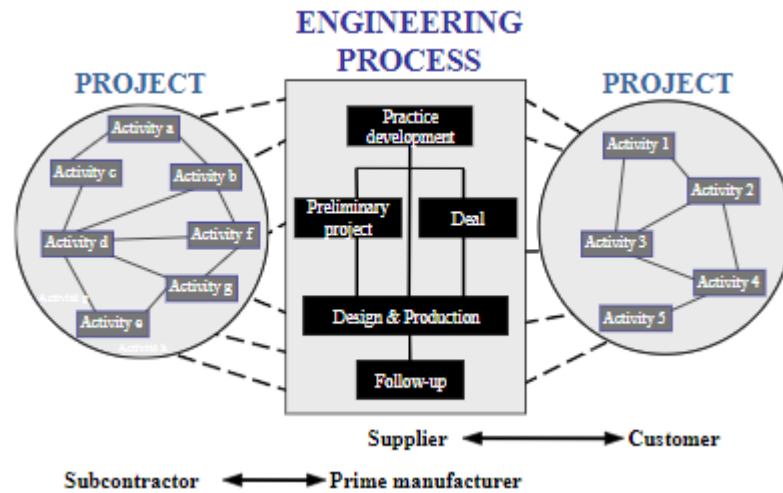 ENGINEERING
PROCESS
PROJECT
PROJECT
Activity a
Activity c
Activity b
Activity d
Activity f
Activity g
Activity e
Practice
development
Preliminary
project
Deal
Design & Production
Follow-up
Activity 1
Activity 2
Activity 3
Activity 4
Activity 5
Supplier
Customer
Subcontractor
Prime manufacturer